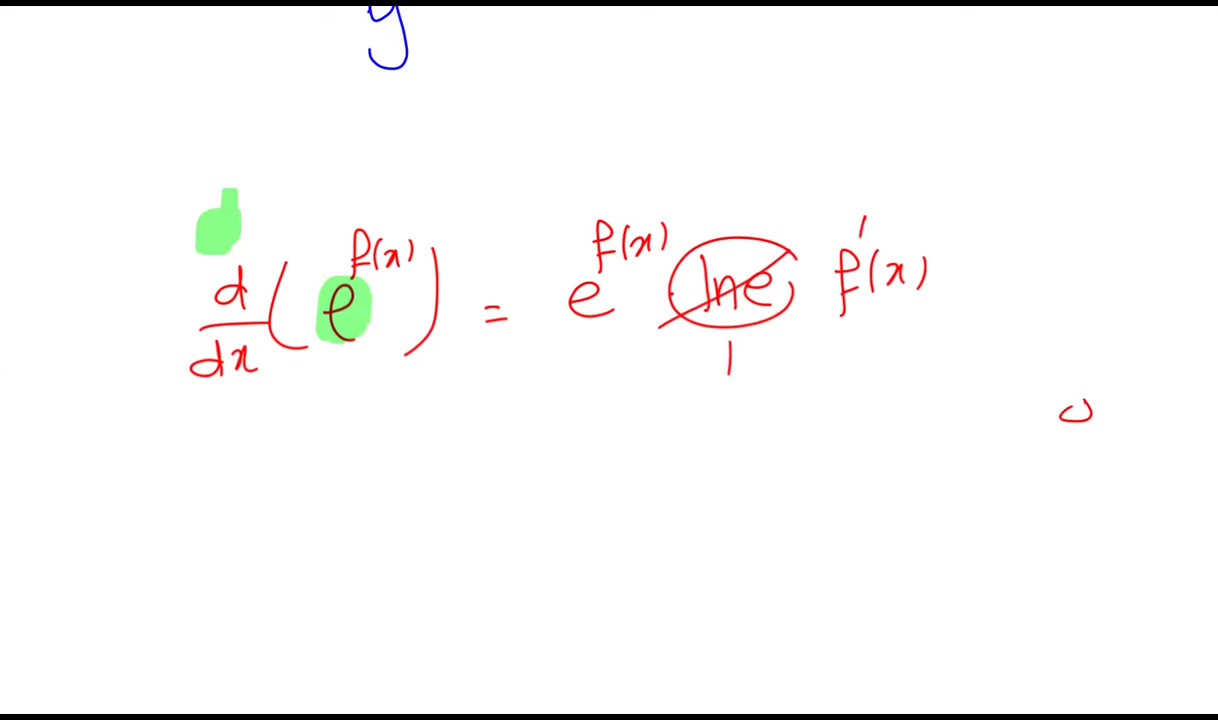 y
d/dx (e^f(x)) = e^f(x) lne f'(x)
1